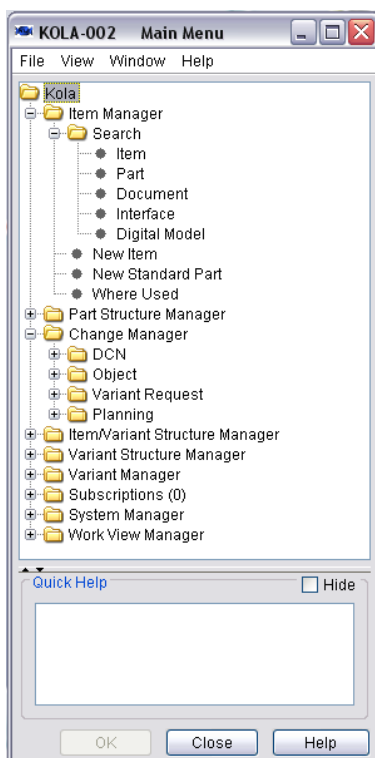 KOLA-002 Main Menu
File View Window Help
Kola
Item Manager
Search
Item
Part
Document
Interface
Digital Model
New Item
New Standard Part
Where Used
Part Structure Manager
Change Manager
DCN
Object
Variant Request
Planning
Item/Variant Structure Manager
Variant Structure Manager
Variant Manager
Subscriptions (0)
System Manager
Work View Manager
Quick Help Hide
OK Close Help